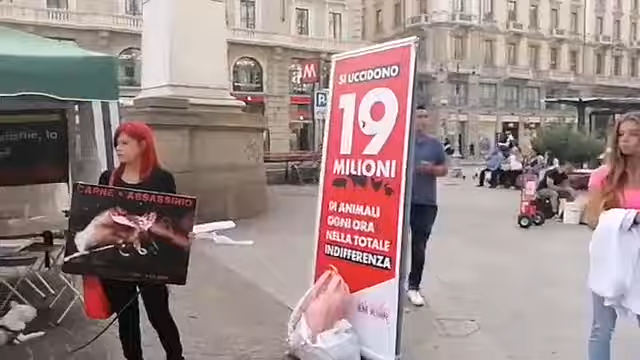 M
P
SI UCCIDONO
19
MILIONI
DI ANIMALI
OGNI ORA
NELLA TOTALE
INDIFFERENZA
CARNE È ASSASSINIO